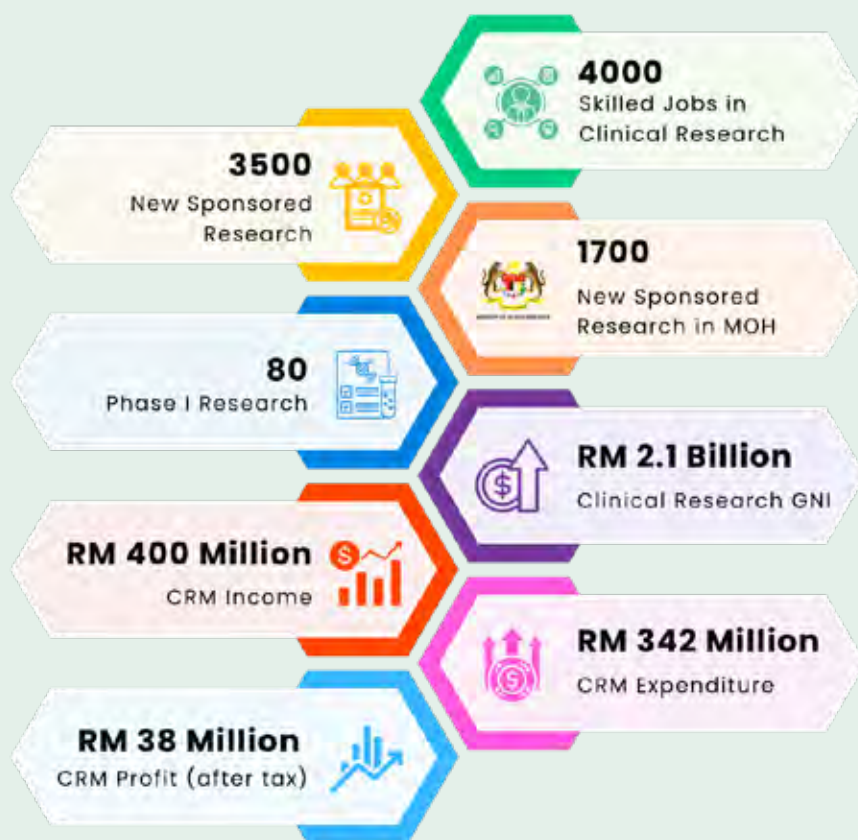 4000
Skilled Jobs in
Clinical Research
3500
New Sponsored
Research
1700
New Sponsored
Research in MOH
80
Phase I Research
RM 2.1 Billion
Clinical Research GNI
RM 400 Million
CRM Income
RM 342 Million
CRM Expenditure
RM 38 Million
CRM Profit (after tax)